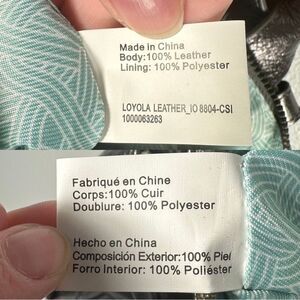 Made in China
Body:100% Leather
Lining: 100% Polyester
LOYOLA LEATHER_IO 8804-CSI
1000063263
Fabriqué en Chine
Corps:100% Cuir
Doublure: 100% Polyester
Hecho en China
Composición Exterior:100% Piel
Forro Interior: 100% Poliéster